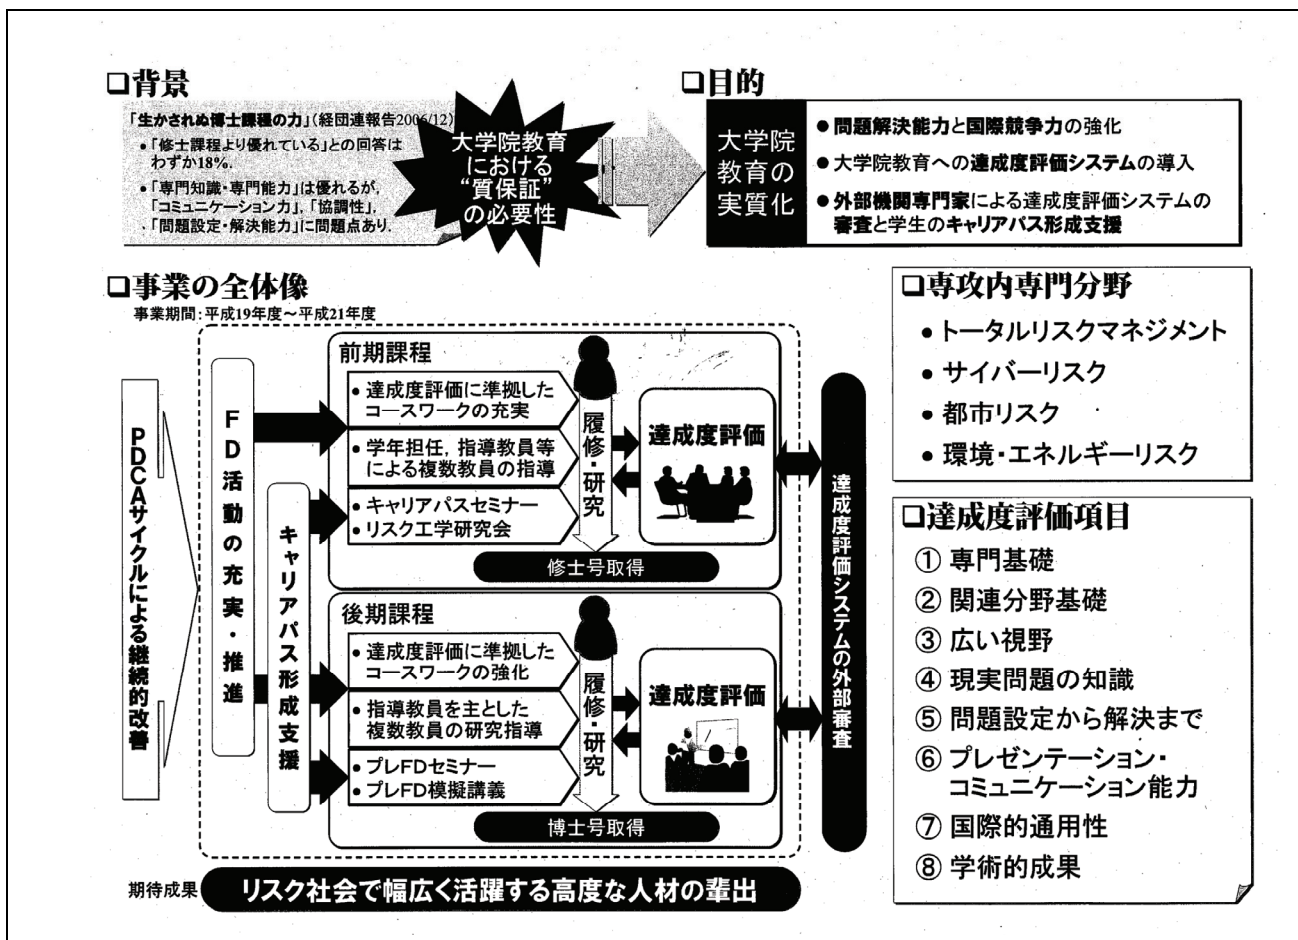 ❑背景
「生かされぬ博士課程の力」（経団連報告2006/12）
•「修士課程より優れている」との回答は
わずか18%．
•「専門知識・専門能力」は優れるが，
「コミュニケーション力」，「協調性」，
「問題設定・解決能力」に問題点あり．
大学院教育
における
“質保証”
の必要性
❑目的
大学院
教育の
実質化
● 問題解決能力と国際競争力の強化
● 大学院教育への達成度評価システムの導入
● 外部機関専門家による達成度評価システムの
審査と学生のキャリアパス形成支援
❑事業の全体像
事業期間：平成19年度～平成21年度
PDCAサイクルによる継続的改善
FD活動の充実・推進
キャリアパス形成支援
前期課程
• 達成度評価に準拠した
コースワークの充実
• 学年担任，指導教員等
による複数教員の指導
• キャリアパスセミナー
• リスク工学研究会
履修・研究
達成度評価
修士号取得
後期課程
• 達成度評価に準拠した
コースワークの強化
• 指導教員を主とした
複数教員の研究指導
• プレFDセミナー
• プレFD模擬講義
履修・研究
達成度評価
博士号取得
達成度評価システムの外部審査
期待成果
リスク社会で幅広く活躍する高度な人材の輩出
❑専攻内専門分野
• トータルリスクマネジメント
• サイバーリスク
• 都市リスク
• 環境・エネルギーリスク
❑達成度評価項目
① 専門基礎
② 関連分野基礎
③ 広い視野
④ 現実問題の知識
⑤ 問題設定から解決まで
⑥ プレゼンテーション・
コミュニケーション能力
⑦ 国際的通用性
⑧ 学術的成果